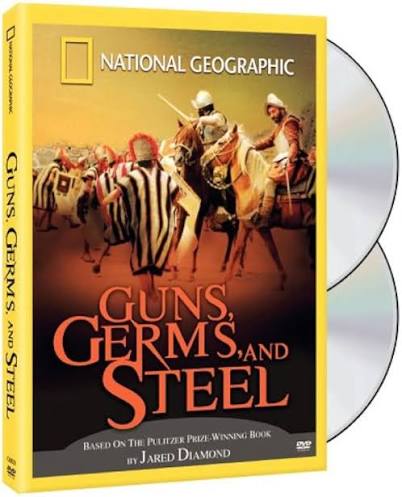 NATIONAL GEOGRAPHIC
GUNS,
GERMS, AND
STEEL
BASED ON THE PULITZER PRIZE-WINNING BOOK
BY JARED DIAMOND
DVD
NATIONAL GEOGRAPHIC
GUNS, GERMS, AND STEEL
DVD